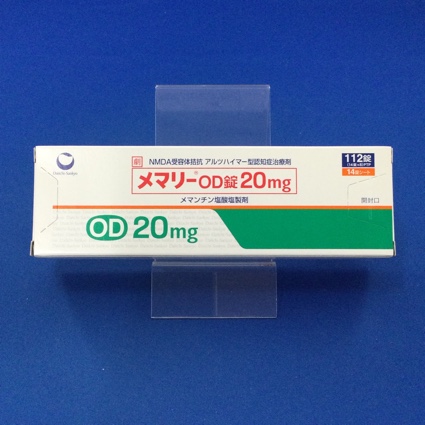 劇 NMDA受容体拮抗 アルツハイマー型認知症治療剤
メマリー®OD錠20mg
メマンチン塩酸塩製剤
112錠
14錠シート
Daiichi-Sankyo
開封口
OD 20mg